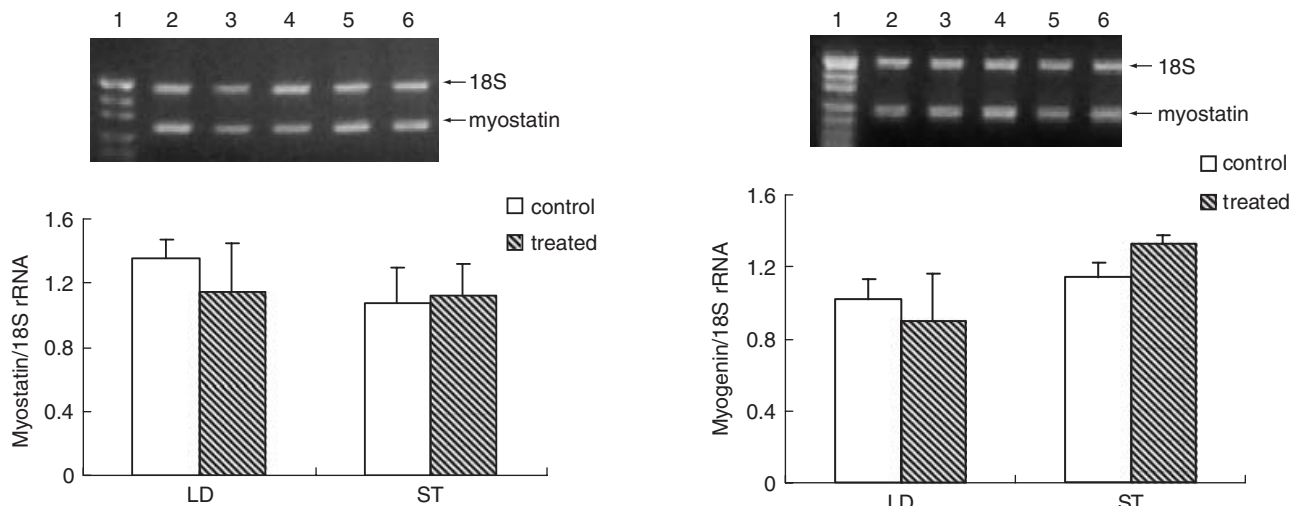 1 2 3 4 5 6
18S
myostatin
control
treated
1.6
1.2
0.8
0.4
0
Myostatin/18S rRNA
LD ST
1 2 3 4 5 6
18S
myostatin
control
treated
1.6
1.2
0.8
0.4
0
Myogenin/18S rRNA
LD ST